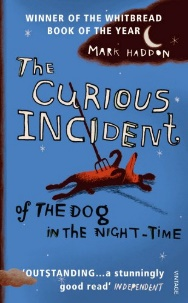 WINNER OF THE WHITBREAD
BOOK OF THE YEAR
MARK HADDON
The
CURIOUS
INCIDENT
of THE DOG
IN THE NIGHT-TIME
'OUTSTANDING...a stunningly
good read' INDEPENDENT
VINTAGE